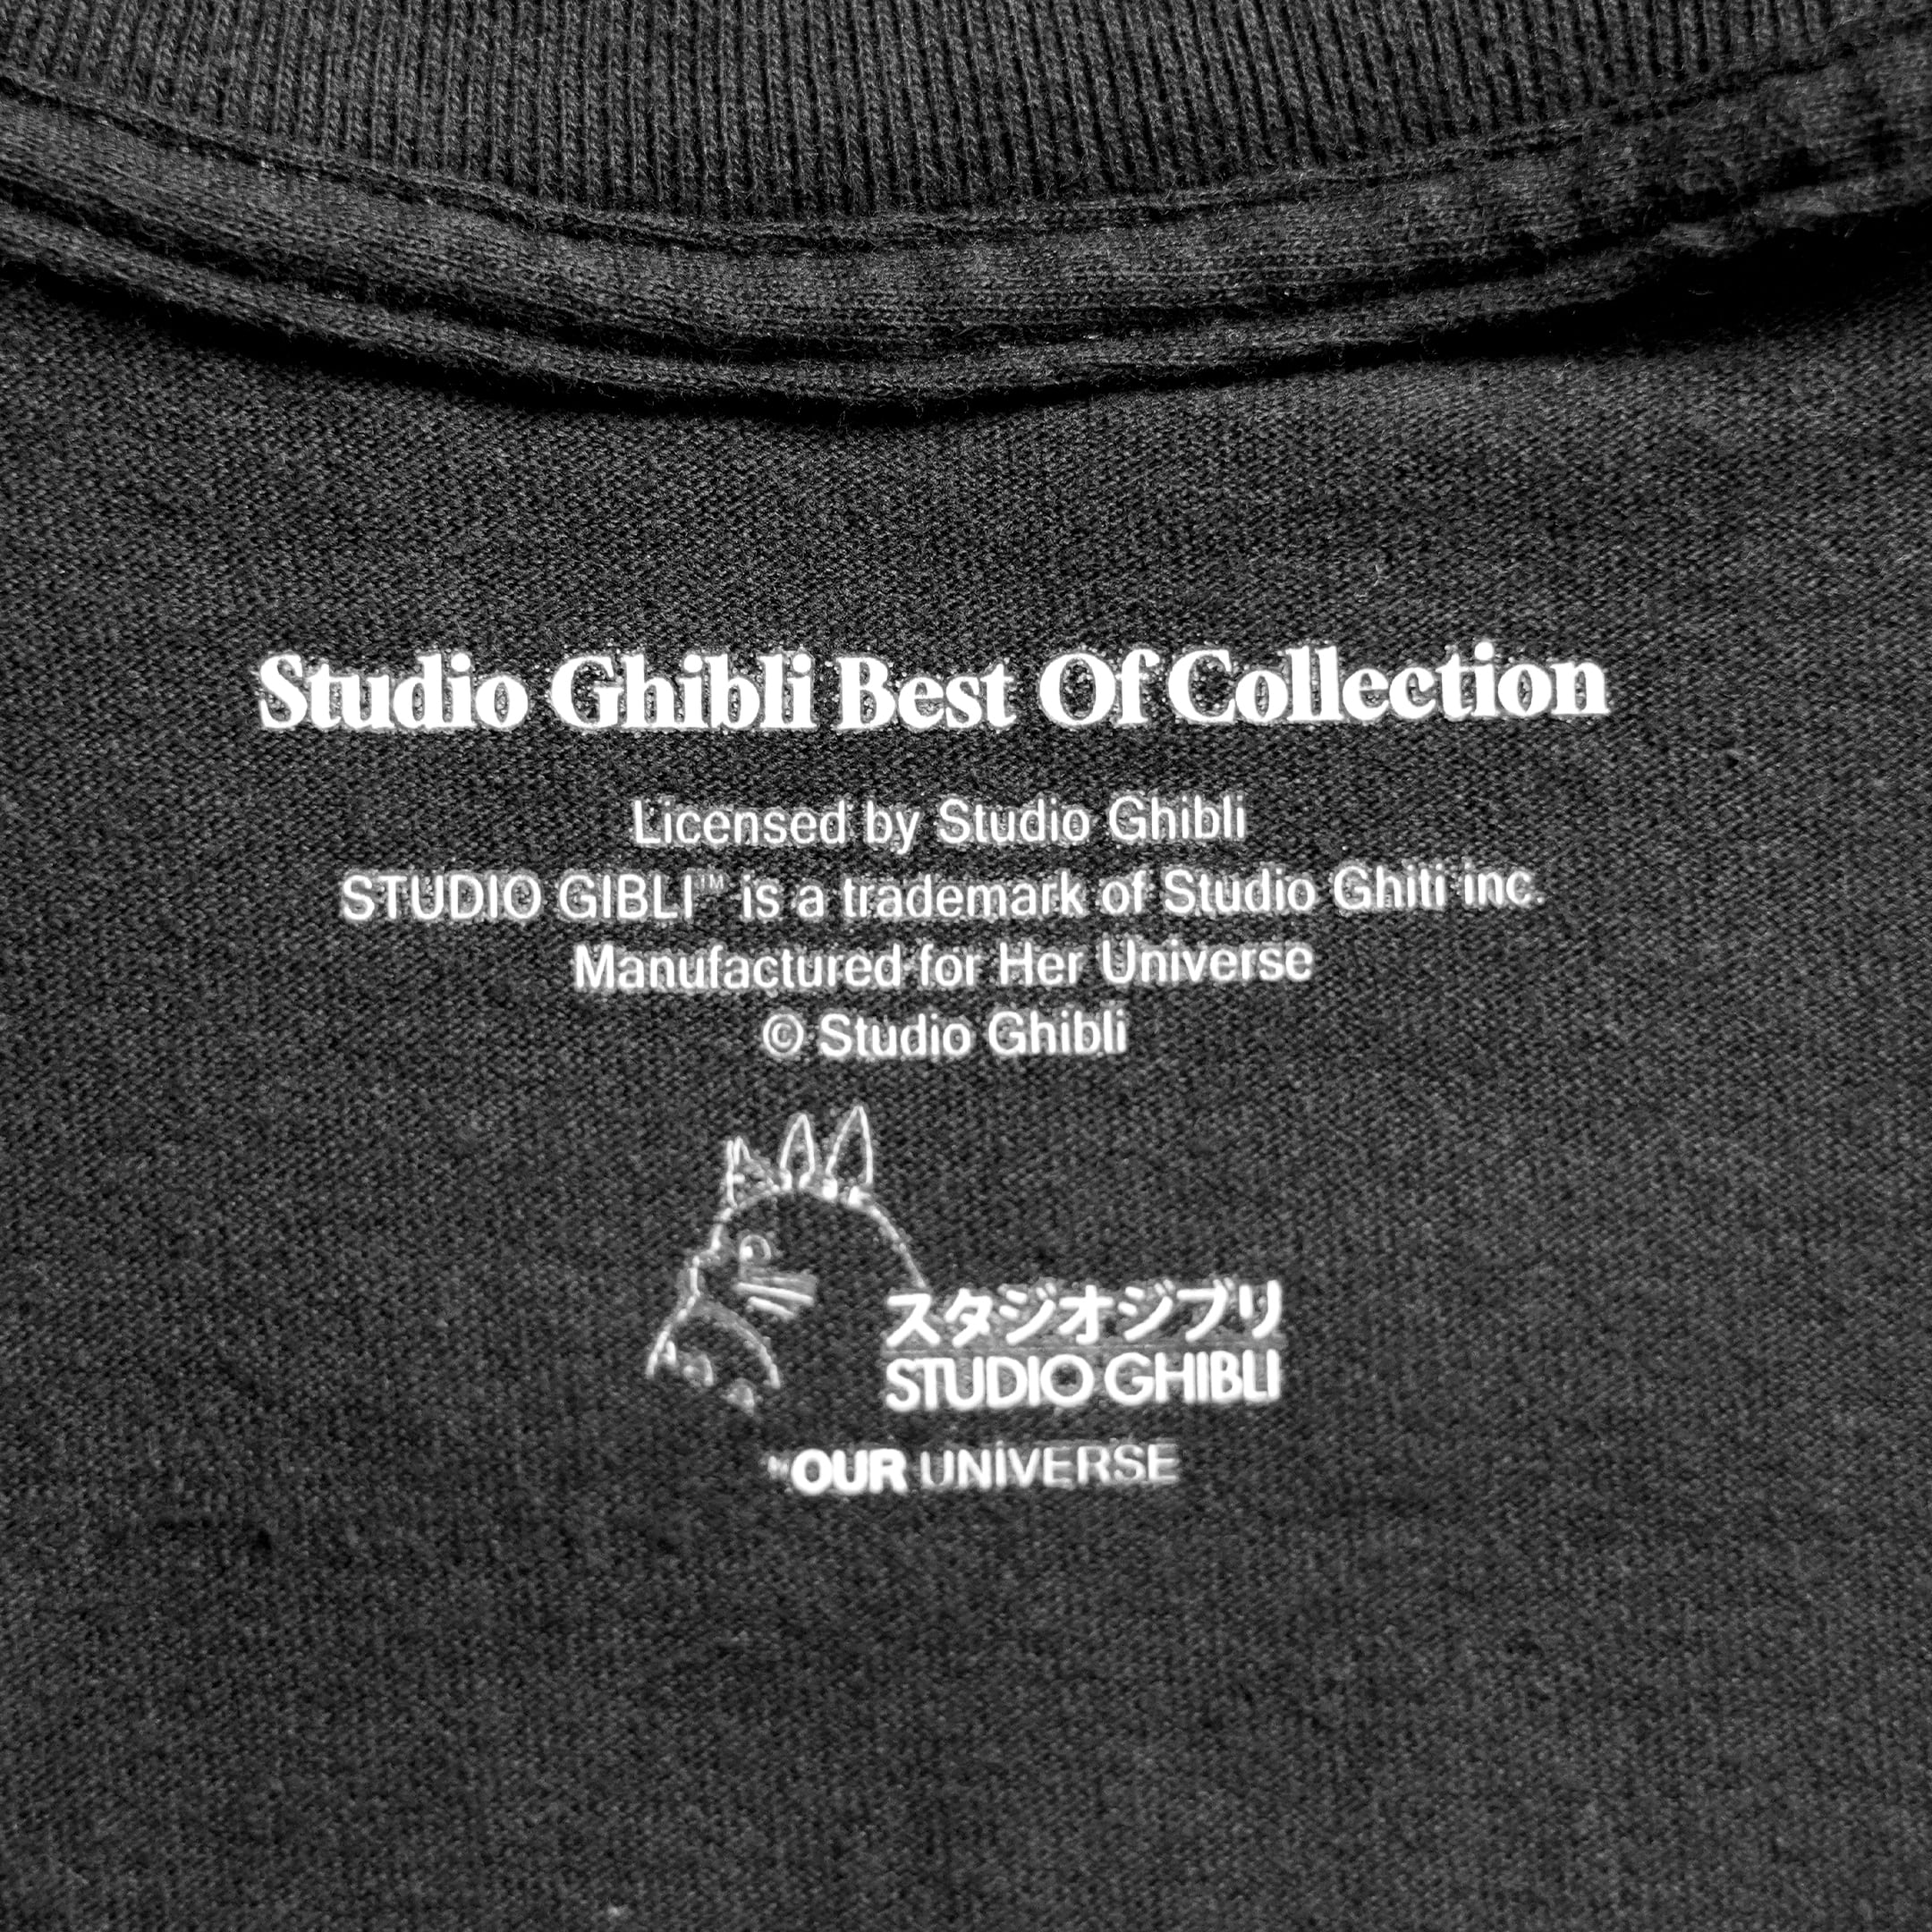 Studio Ghibli Best Of Collection
Licensed by Studio Ghibli
STUDIO GIBLI™ is a trademark of Studio Ghiti inc.
Manufactured for Her Universe
© Studio Ghibli
スタジオジブリ
STUDIO GHIBLI
OUR UNIVERSE